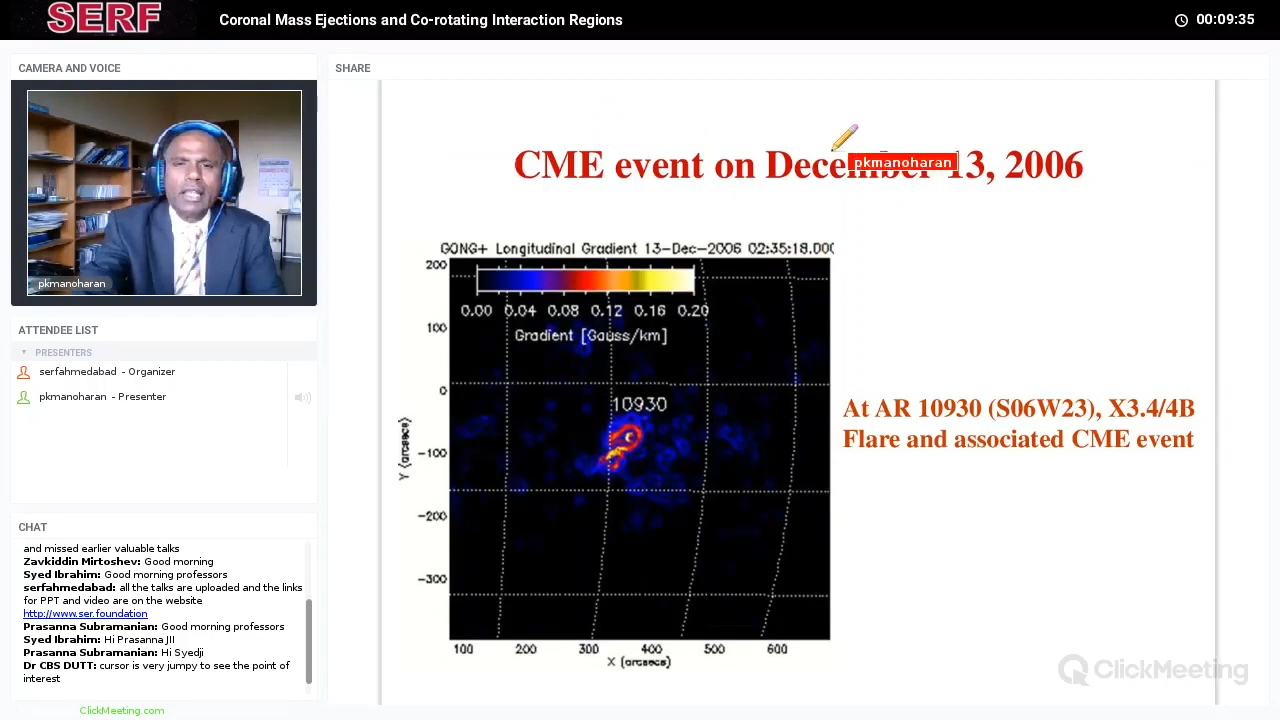 SERF
Coronal Mass Ejections and Co-rotating Interaction Regions
00:09:35
CAMERA AND VOICE
pkmanoharan
ATTENDEE LIST
PRESENTERS
serfahmedabad - Organizer
pkmanoharan - Presenter
CHAT
and missed earlier valuable talks
Zavkiddin Mirtoshev: Good morning
Syed Ibrahim: Good morning professors
serfahmedabad: all the talks are uploaded and the links
for PPT and video are on the website
http://www.ser.foundation
Prasanna Subramanian: Good morning professors
Syed Ibrahim: Hi Prasanna JII
Prasanna Subramanian: Hi Syedji
Dr CBS DUTT: cursor is very jumpy to see the point of
interest
ClickMeeting.com
SHARE
CME event on December 13, 2006
pkmanoharan
GONG+ Longitudinal Gradient 13-Dec-2006 02:35:18.000
0.00 0.04 0.08 0.12 0.16 0.20
Gradient [Gauss/km]
10930
200
100
0
-100
-200
-300
Y (arcsecs)
100 200 300 400 500 600
X (arcsecs)
At AR 10930 (S06W23), X3.4/4B
Flare and associated CME event
ClickMeeting